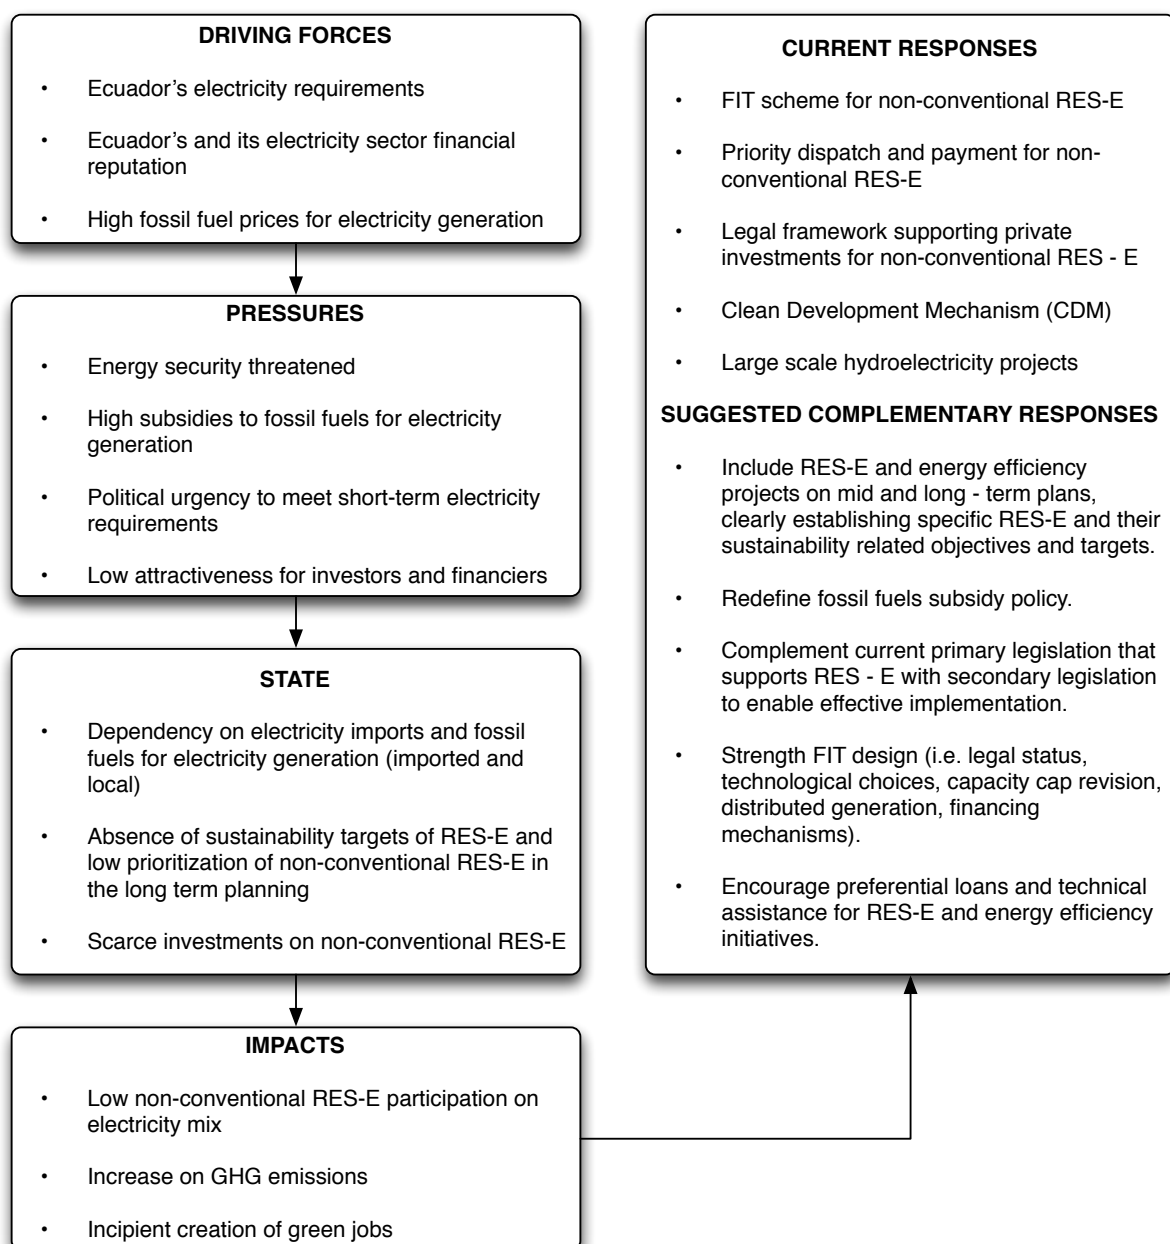 DRIVING FORCES
• Ecuador’s electricity requirements
• Ecuador’s and its electricity sector financial
reputation
• High fossil fuel prices for electricity generation
PRESSURES
• Energy security threatened
• High subsidies to fossil fuels for electricity
generation
• Political urgency to meet short-term electricity
requirements
• Low attractiveness for investors and financiers
STATE
• Dependency on electricity imports and fossil
fuels for electricity generation (imported and
local)
• Absence of sustainability targets of RES-E and
low prioritization of non-conventional RES-E in
the long term planning
• Scarce investments on non-conventional RES-E
IMPACTS
• Low non-conventional RES-E participation on
electricity mix
• Increase on GHG emissions
• Incipient creation of green jobs
CURRENT RESPONSES
• FIT scheme for non-conventional RES-E
• Priority dispatch and payment for non-
conventional RES-E
• Legal framework supporting private
investments for non-conventional RES - E
• Clean Development Mechanism (CDM)
• Large scale hydroelectricity projects
SUGGESTED COMPLEMENTARY RESPONSES
• Include RES-E and energy efficiency
projects on mid and long - term plans,
clearly establishing specific RES-E and their
sustainability related objectives and targets.
• Redefine fossil fuels subsidy policy.
• Complement current primary legislation that
supports RES - E with secondary legislation
to enable effective implementation.
• Strength FIT design (i.e. legal status,
technological choices, capacity cap revision,
distributed generation, financing
mechanisms).
• Encourage preferential loans and technical
assistance for RES-E and energy efficiency
initiatives.